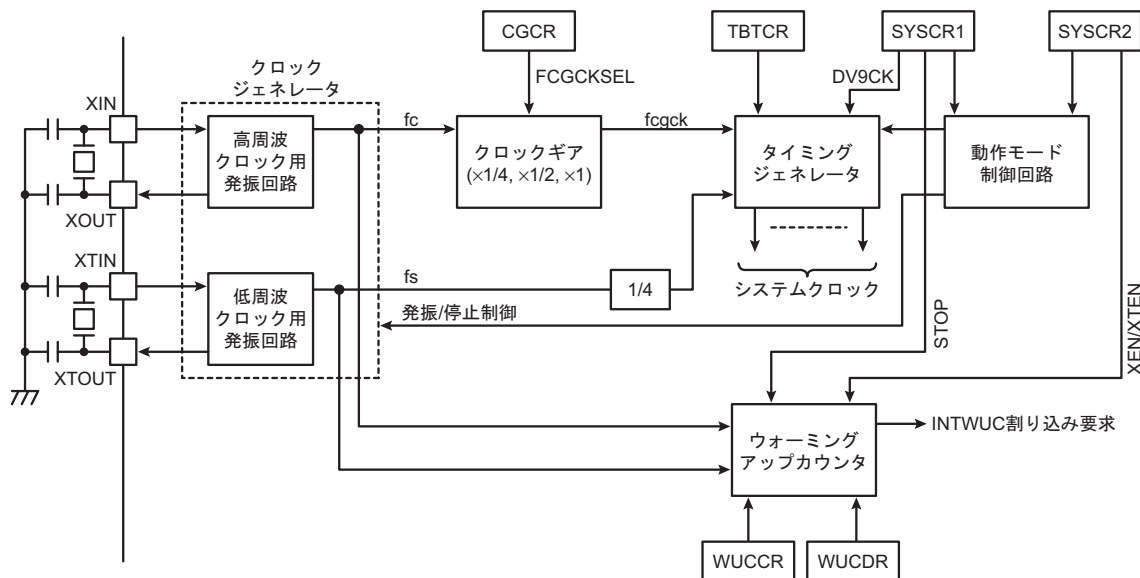 CGCR
TBTCR
SYSCR1
SYSCR2
クロック
ジェネレータ
FCGCKSEL
DV9CK
XIN
高周波
クロック用
発振回路
fc
クロックギア
(×1/4, ×1/2, ×1)
fcgck
タイミング
ジェネレータ
動作モード
制御回路
XOUT
XTIN
低周波
クロック用
発振回路
fs
1/4
システムクロック
発振/停止制御
STOP
XEN/XTEN
XTOUT
ウォーミング
アップカウンタ
INTWUC割り込み要求
WUCCR
WUCDR